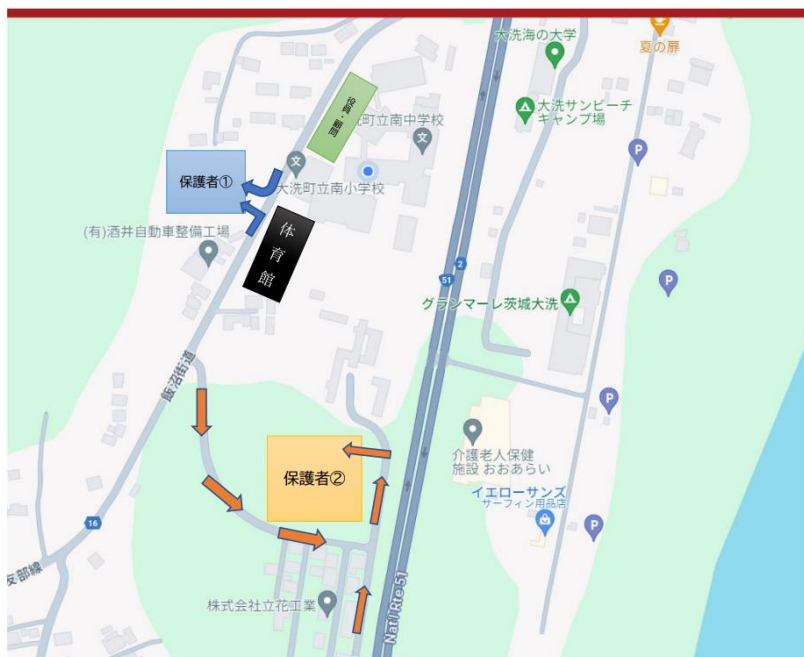 大洗海の大学
夏の扉
役員・顧問
洗町立南中学校
大洗サンビーチ
キャンプ場
文
P
保護者①
文
大洗町立南小学校
(有)酒井自動車整備工場
体育館
2
51
P
グランマーレ茨城大洗
飯沼街道
P
保護者②
介護老人保健
施設 おおあらい
イエローサンズ
サーフィン用品店
16
P
友部線
株式会社立花工業
Nat'l Rte 51